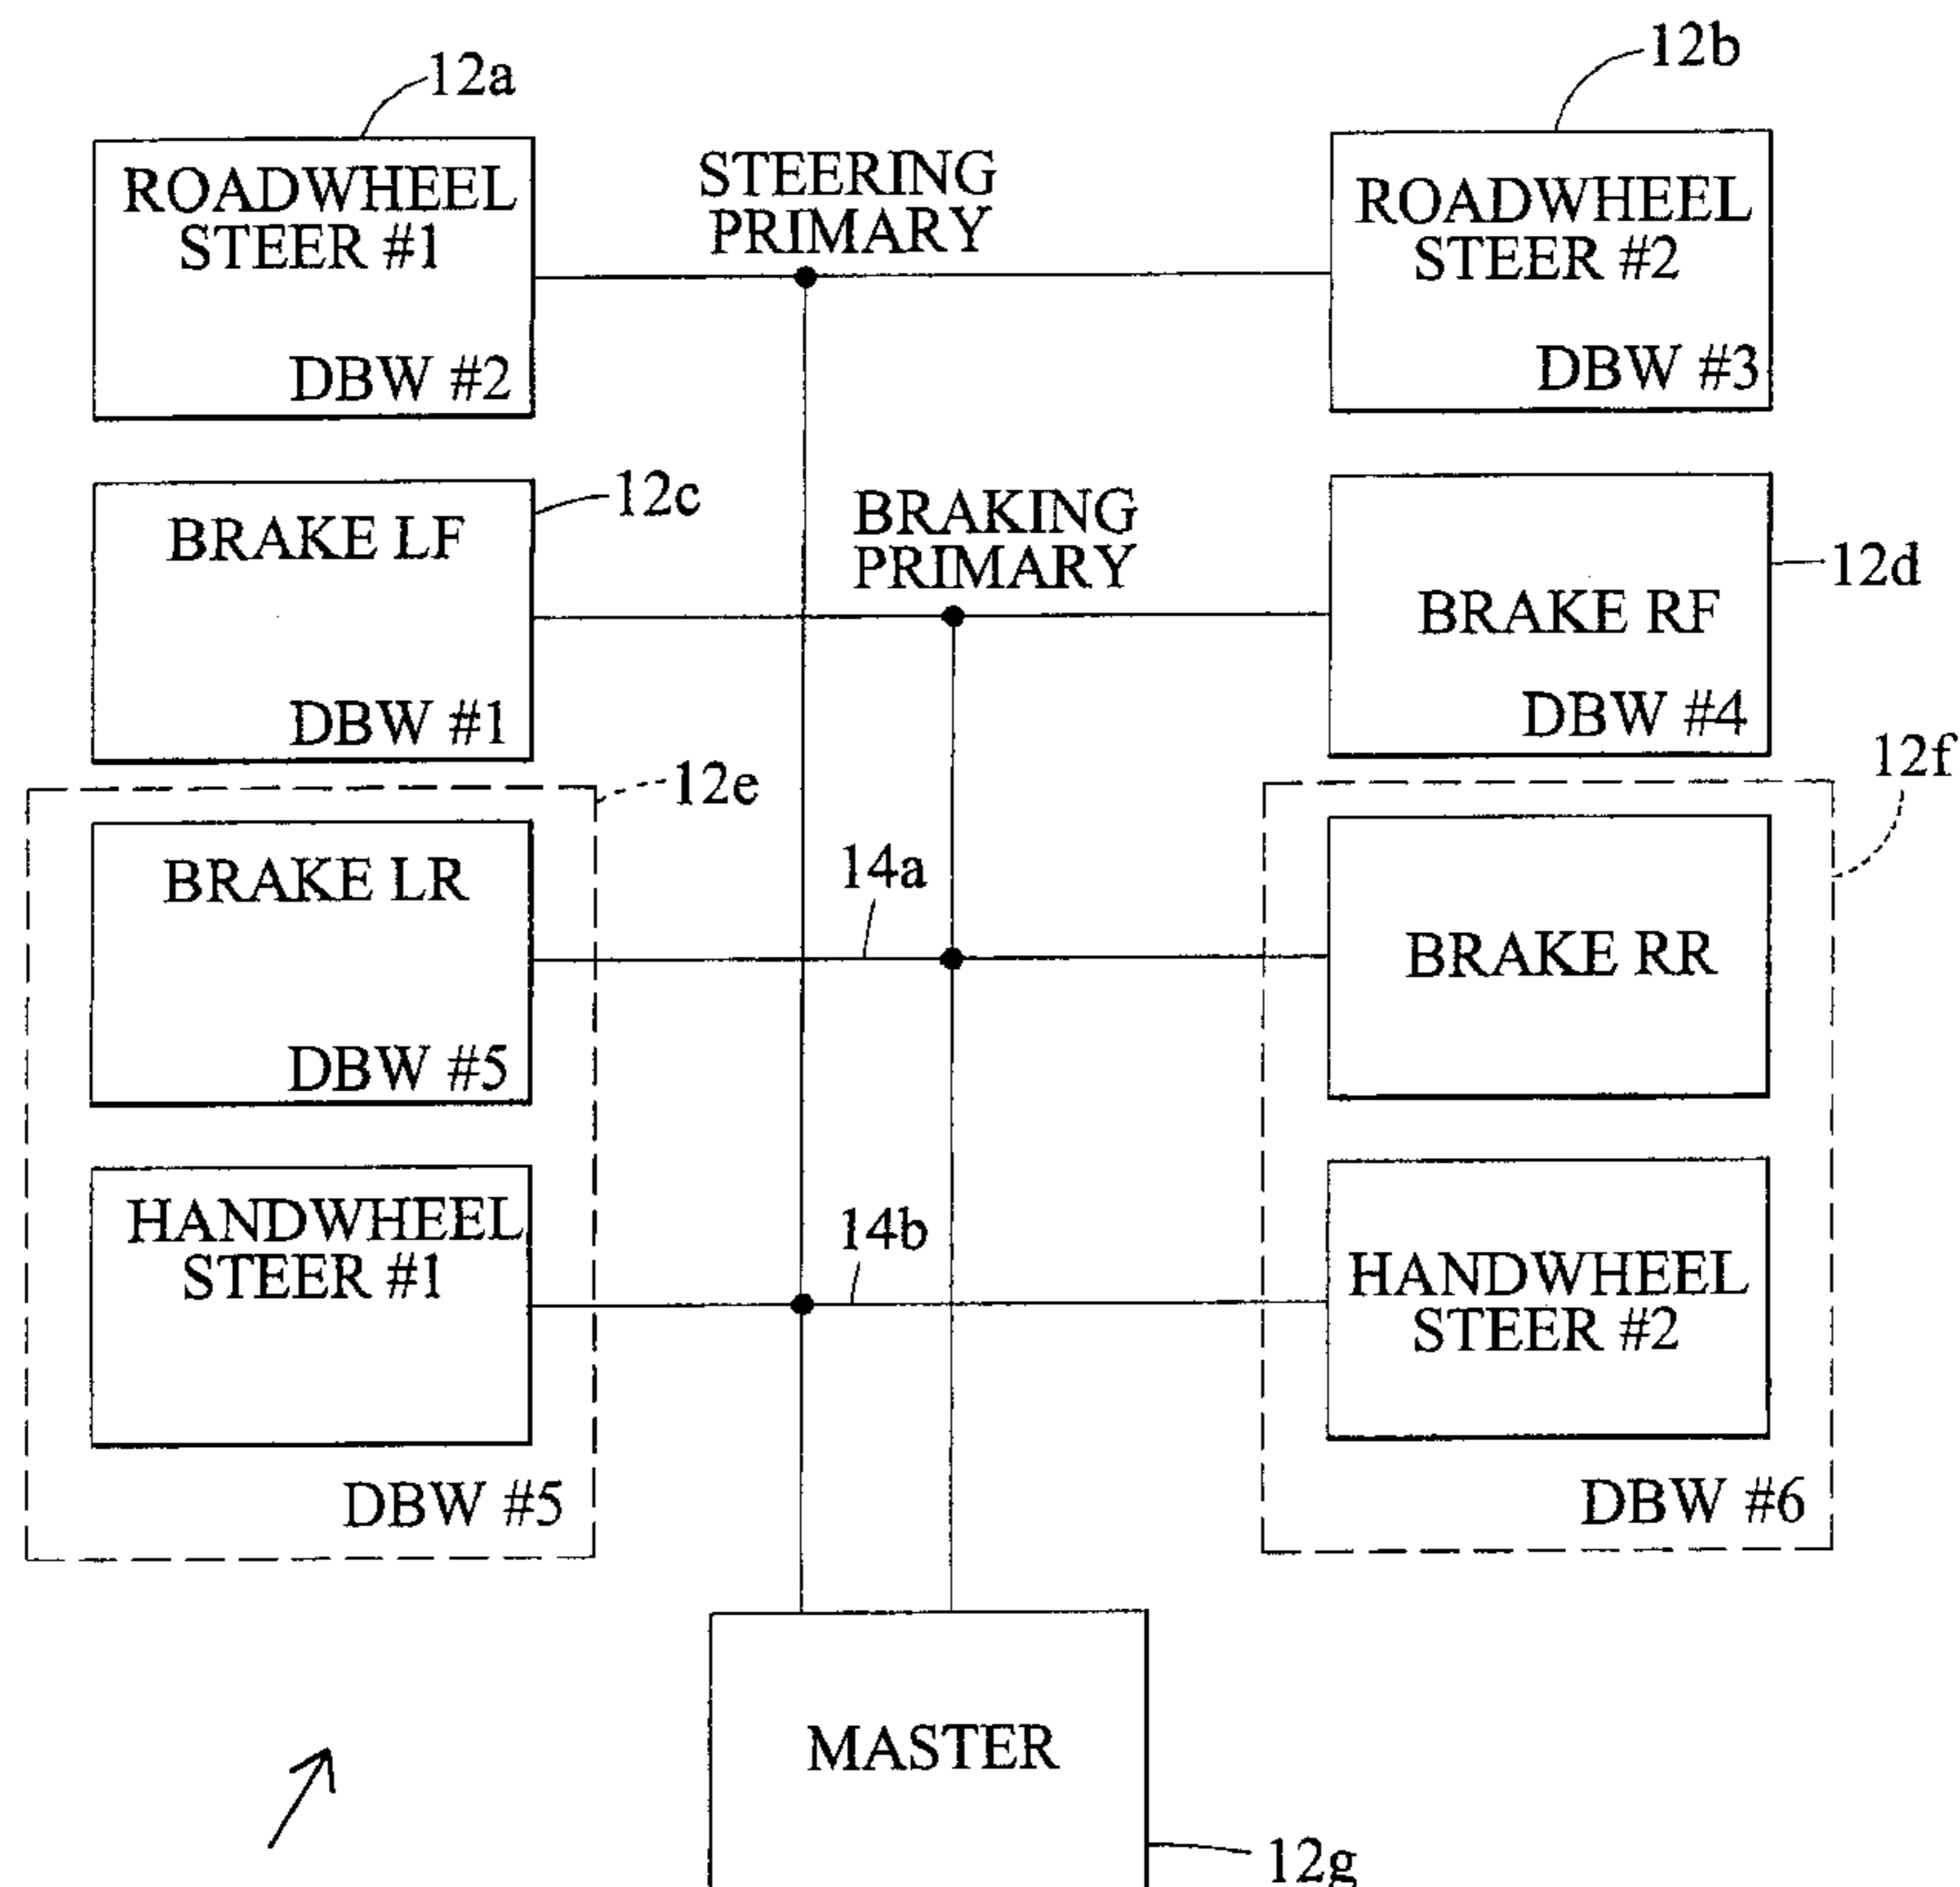 12a
12b
ROADWHEEL
STEER #1
DBW #2
STEERING
PRIMARY
ROADWHEEL
STEER #2
DBW #3
12c
BRAKE LF
DBW #1
BRAKING
PRIMARY
12d
BRAKE RF
DBW #4
12e
12f
BRAKE LR
DBW #5
14a
BRAKE RR
HANDWHEEL
STEER #1
DBW #5
14b
HANDWHEEL
STEER #2
DBW #6
MASTER
12g